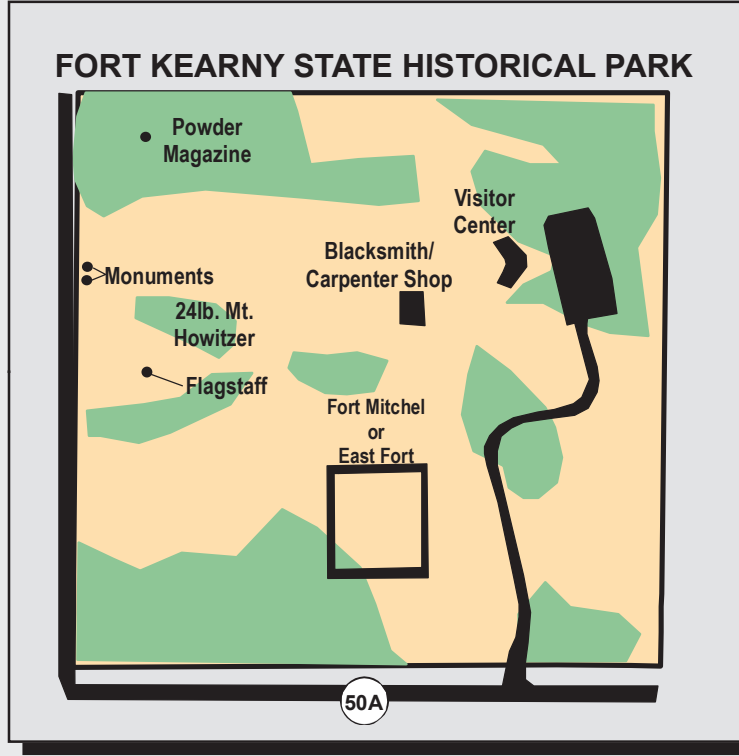 FORT KEARNY STATE HISTORICAL PARK
Powder
Magazine
Visitor
Center
Blacksmith/
Carpenter Shop
Monuments
24lb. Mt.
Howitzer
Flagstaff
Fort Mitchel
or
East Fort
50A